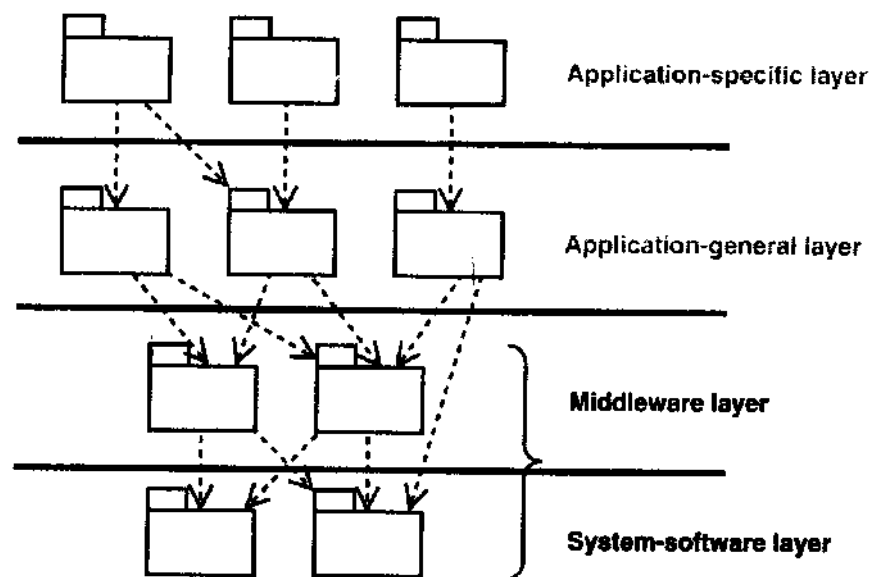 Application-specific layer
Application-general layer
Middleware layer
System-software layer